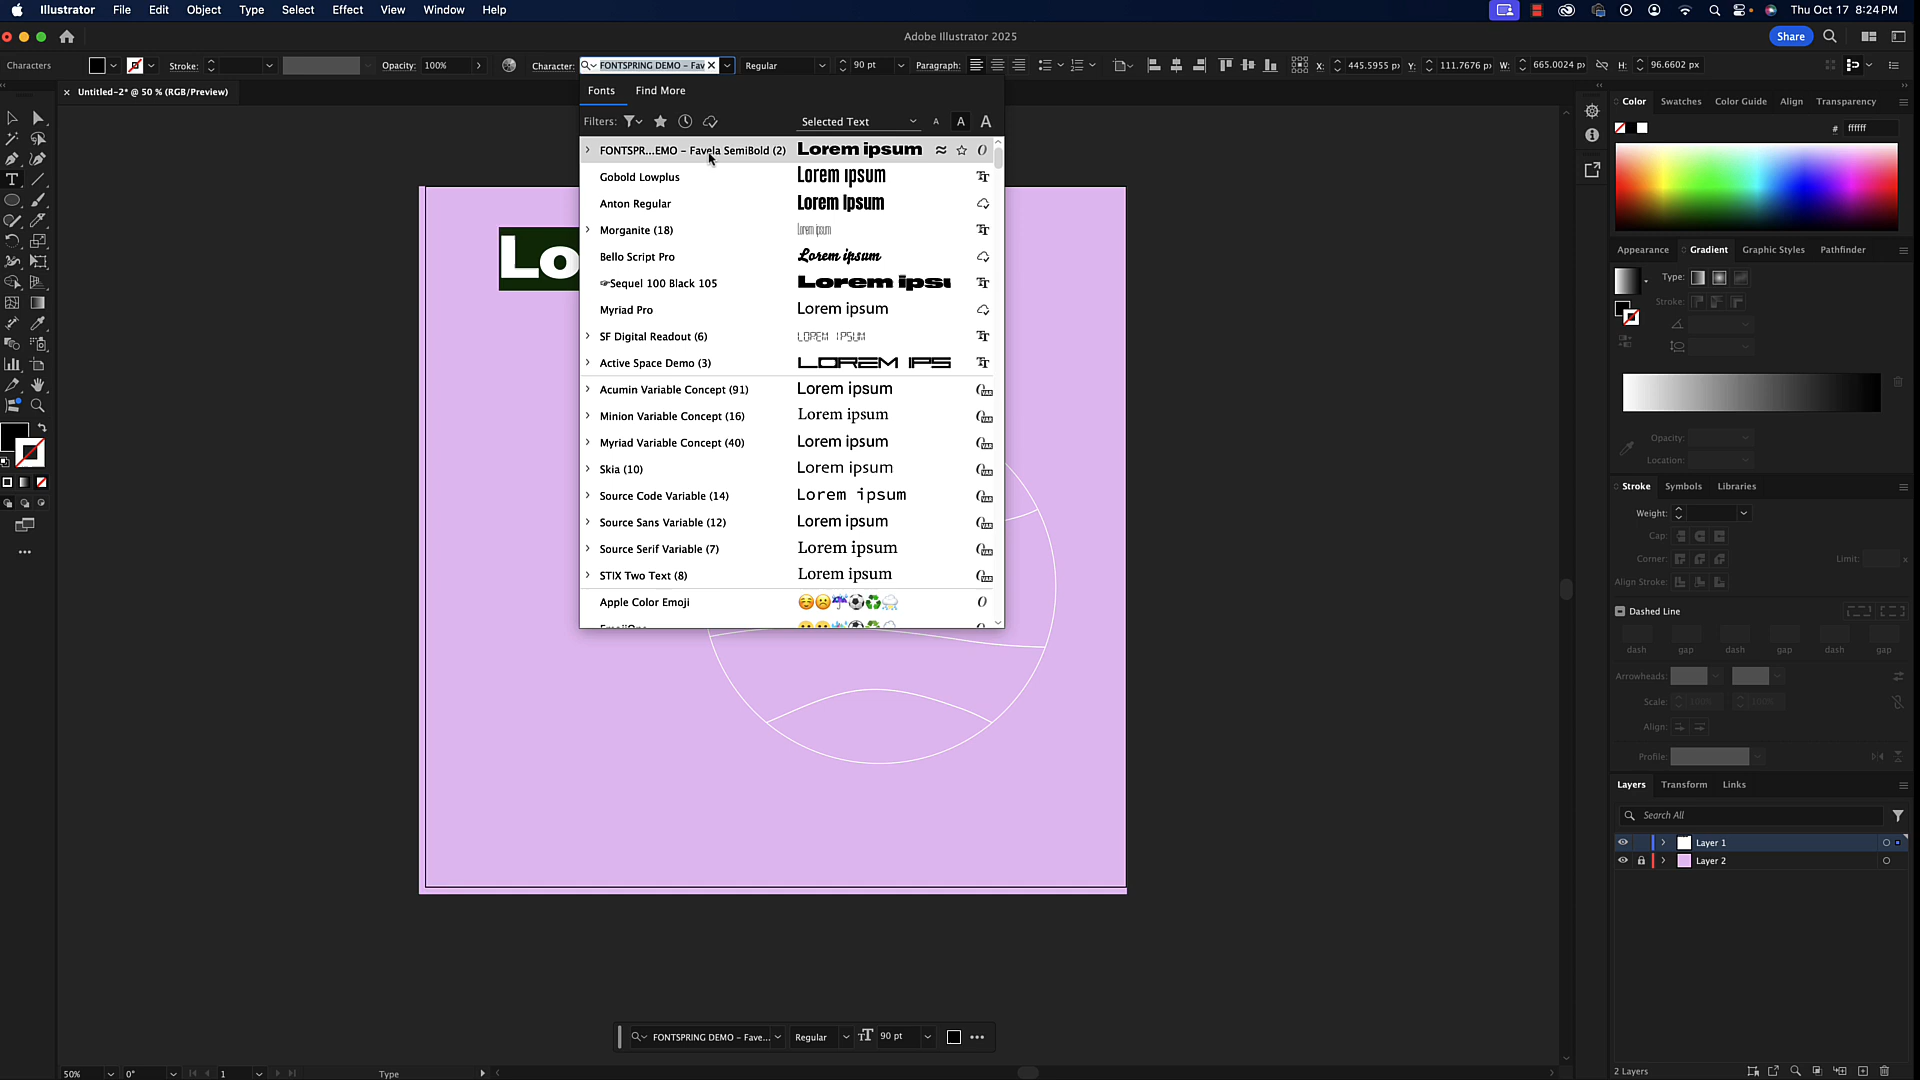 Illustrator File Edit Object Type Select Effect View Window Help
Thu Oct 17 8:24 PM
Adobe Illustrator 2025
Share
Characters
Stroke:
Opacity: 100%
Character: FONTSPRING DEMO - Fav
Regular
90 pt
Paragraph:
X: 445.5955 p
Y: 111.7676 p
W: 665.0024 p
H: 96.6602 px
× Untitled-2* @ 50 % (RGB/Preview)
Fonts Find More
Filters:
Selected Text
A A A
FONTSPR...EMO - Favela SemiBold (2) Lorem ipsum
Gobold Lowplus Lorem ipsum
Anton Regular Lorem ipsum
Morganite (18) lorem ipsum
Bello Script Pro Lorem ipsum
☞Sequel 100 Black 105 Lorem ipsu
Myriad Pro Lorem ipsum
SF Digital Readout (6) LOREM IPSUM
Active Space Demo (3) LOREM IPS
Acumin Variable Concept (91) Lorem ipsum
Minion Variable Concept (16) Lorem ipsum
Myriad Variable Concept (40) Lorem ipsum
Skia (10) Lorem ipsum
Source Code Variable (14) Lorem ipsum
Source Sans Variable (12) Lorem ipsum
Source Serif Variable (7) Lorem ipsum
STIX Two Text (8) Lorem ipsum
Apple Color Emoji
Lo
Color Swatches Color Guide Align Transparency
# ffffff
Appearance Gradient Graphic Styles Pathfinder
Type:
Stroke:
Opacity:
Location:
Stroke Symbols Libraries
Weight:
Cap:
Corner:
Limit: x
Align Stroke:
Dashed Line
dash gap dash gap dash gap
Arrowheads:
Scale: 100% 100%
Align:
Profile:
Layers Transform Links
Search All
Layer 1
Layer 2
2 Layers
FONTSPRING DEMO - Fave...
Regular
90 pt
50%
0°
1
Type